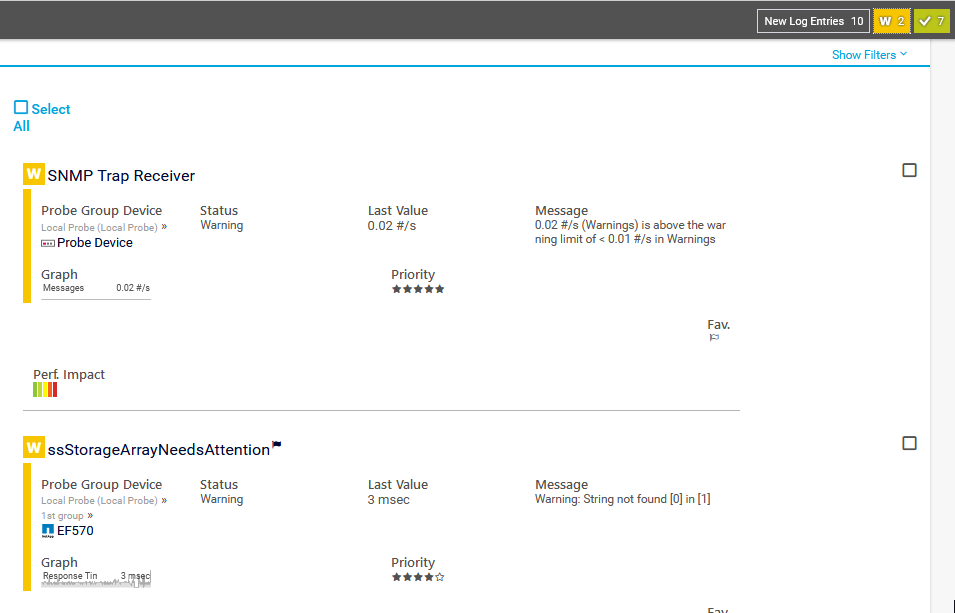 New Log Entries 10 W 2 7
Show Filters
Select
All
W SNMP Trap Receiver
Probe Group Device Status Last Value Message
Local Probe (Local Probe) » Warning 0.02 #/s 0.02 #/s (Warnings) is above the war
Probe Device ning limit of < 0.01 #/s in Warnings
Graph Priority
Messages 0.02 #/s
Fav.
Perf. Impact
W ssStorageArrayNeedsAttention
Probe Group Device Status Last Value Message
Local Probe (Local Probe) » Warning 3 msec Warning: String not found [0] in [1]
1st group »
EF570
Graph Priority
Response Tin 3 msec
Fav.